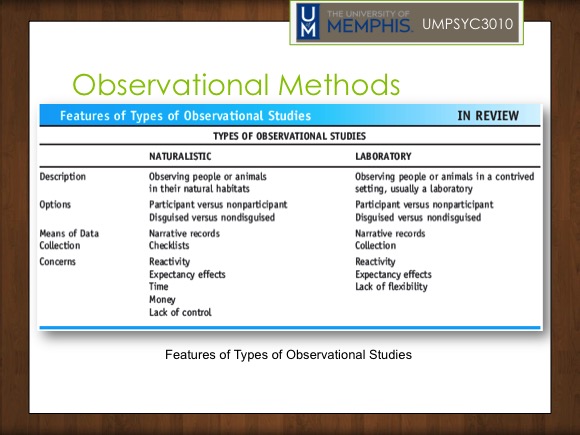 UM
THE UNIVERSITY OF
MEMPHIS.
UMPSYC3010
Observational Methods
Features of Types of Observational Studies IN REVIEW
TYPES OF OBSERVATIONAL STUDIES
NATURALISTIC LABORATORY
Description Observing people or animals Observing people or animals in a contrived
in their natural habitats setting, usually a laboratory
Options Participant versus nonparticipant Participant versus nonparticipant
Disguised versus nondisguised Disguised versus nondisguised
Means of Data Narrative records Narrative records
Collection Checklists Collection
Concerns Reactivity Reactivity
Expectancy effects Expectancy effects
Time Lack of flexibility
Money
Lack of control
Features of Types of Observational Studies